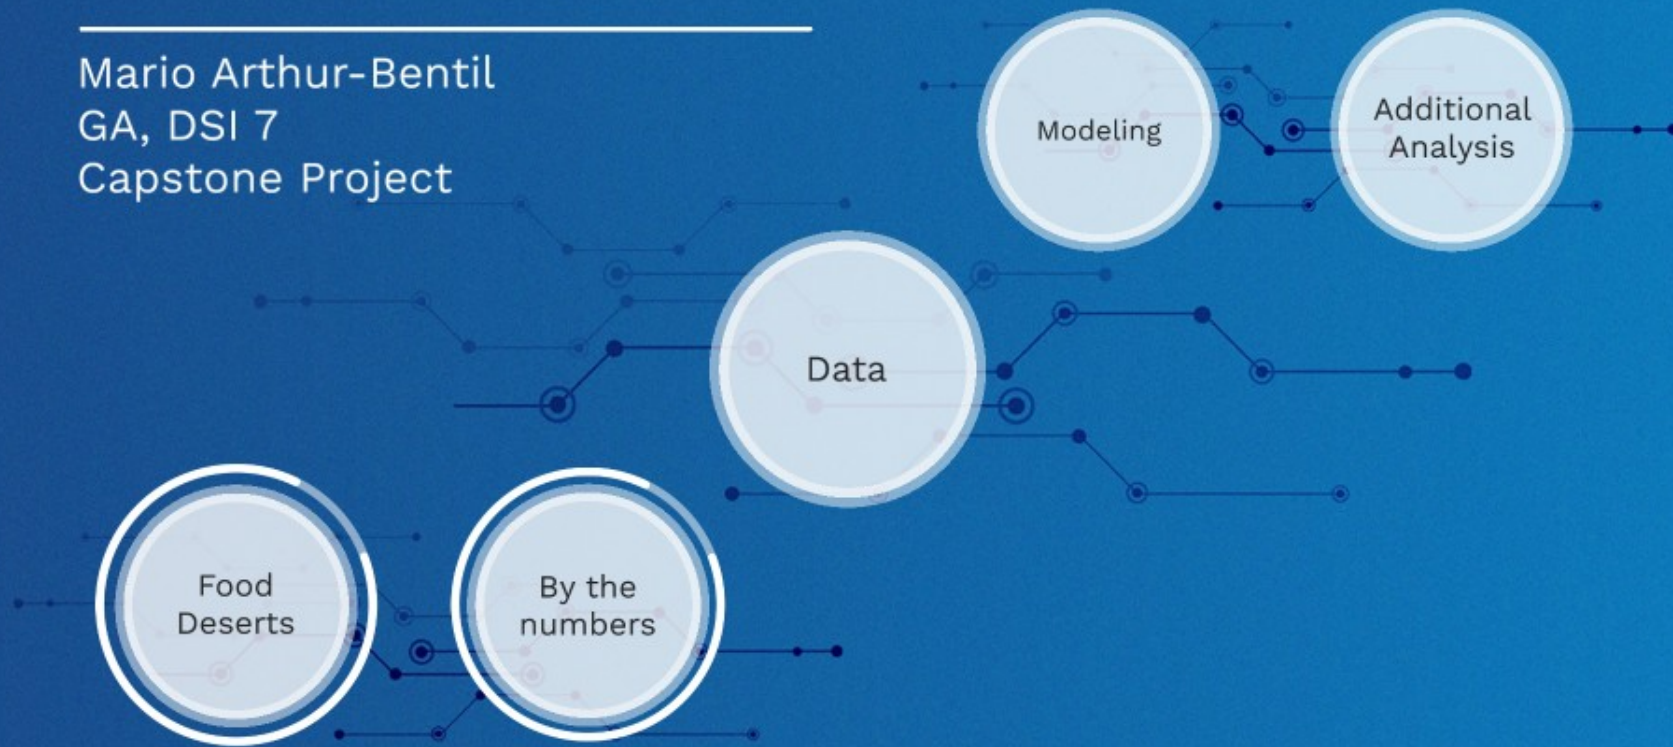 Mario Arthur-Bentil
GA, DSI 7
Capstone Project
Modeling
Additional
Analysis
Data
Food
Deserts
By the
numbers